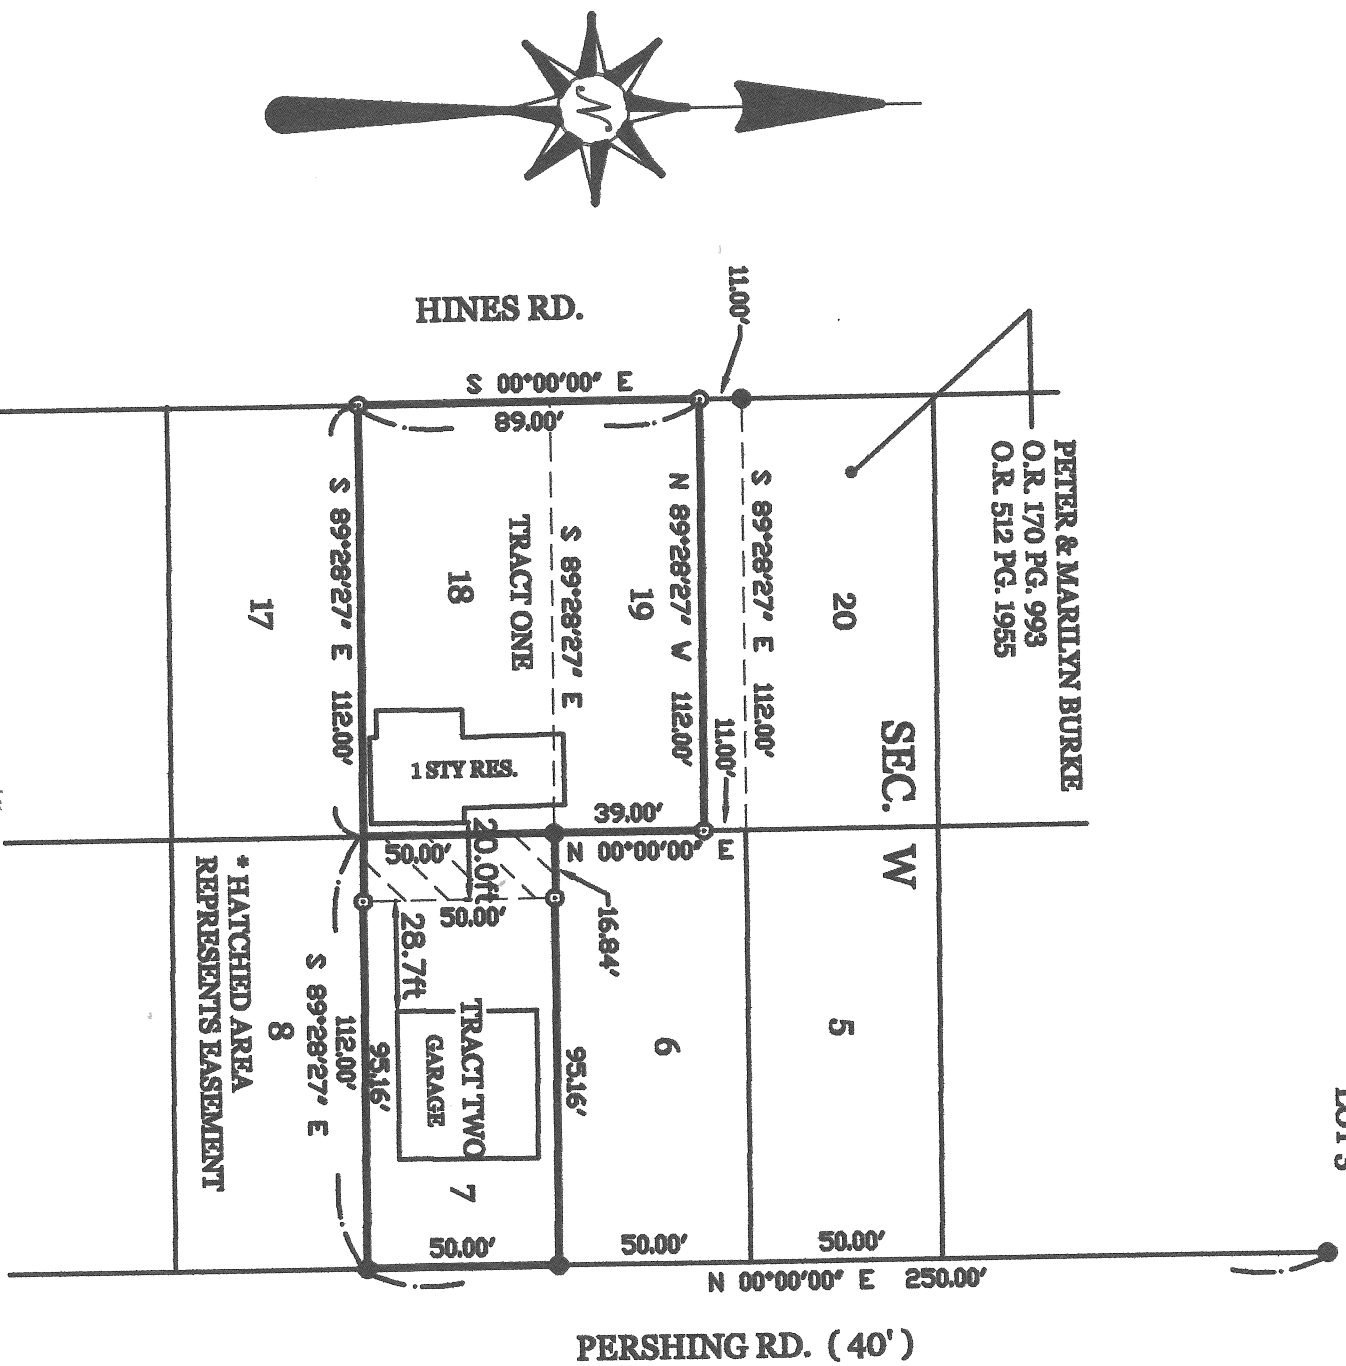 N
HINES RD.
11.00'
S 00°00'00" E
89.00'
PETER & MARILYN BURKE
O.R. 170 PG. 993
O.R. 512 PG. 1955
S 89°28'27" E 112.00'
N 89°28'27" W 112.00'
S 89°28'27" E
S 89°28'27" E 112.00'
TRACT ONE
17
18
19
20
SEC. W
1 STY RES.
11.00'
39.00'
N 00°00'00" E
50.00'
20.0ft
50.00'
16.84'
28.7ft
* HATCHED AREA
REPRESENTS EASEMENT
8
S 89°28'27" E
112.00'
95.16'
TRACT TWO
GARAGE
95.16'
7
6
5
50.00'
50.00'
50.00'
N 00°00'00" E 250.00'
PERSHING RD. ( 40' )